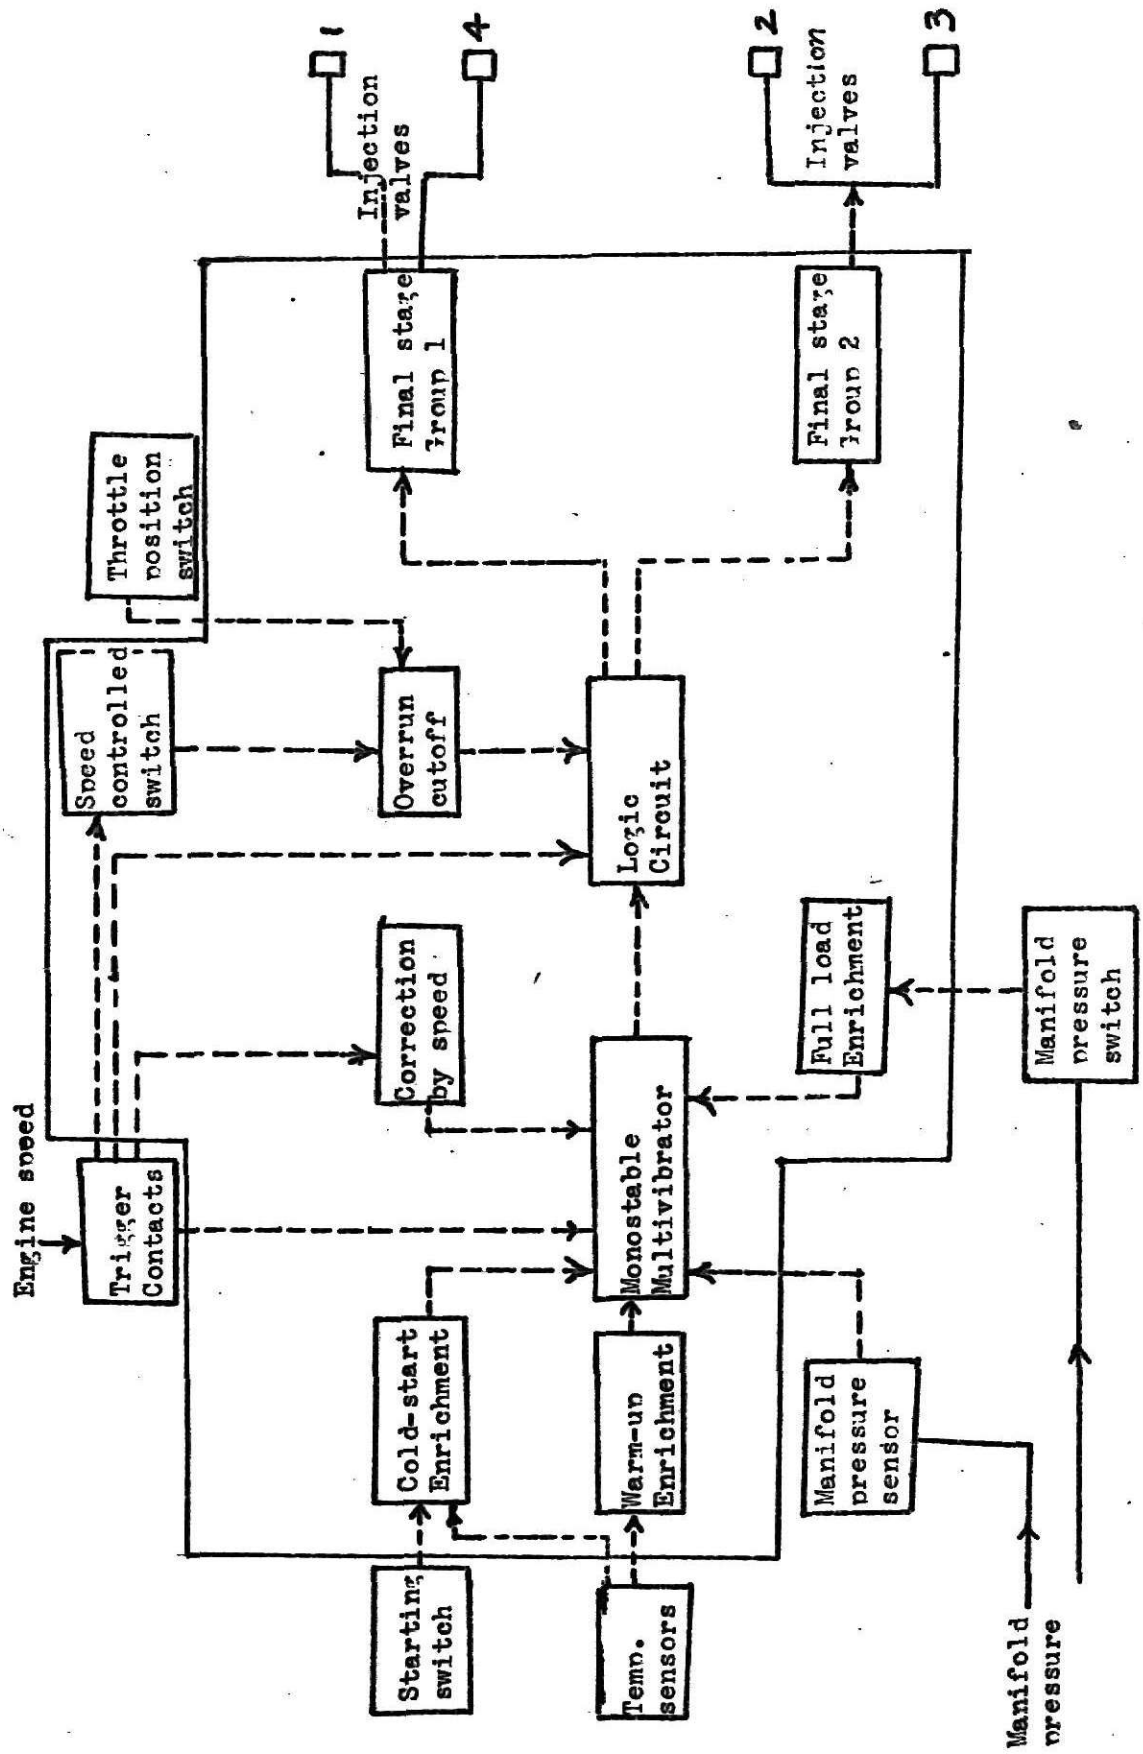 Engine speed
Trigger
Contacts
Speed
controlled
switch
Throttle
position
switch
Starting
switch
Cold-start
Enrichment
Correction
by speed
Overrun
cutoff
Final stage
Group 1
Injection
valves
1
4
Temp.
sensors
Warm-up
Enrichment
Monostable
Multivibrator
Logic
Circuit
Manifold
pressure
sensor
Full load
Enrichment
Final stage
Group 2
Injection
valves
2
3
Manifold
pressure
Manifold
pressure
switch